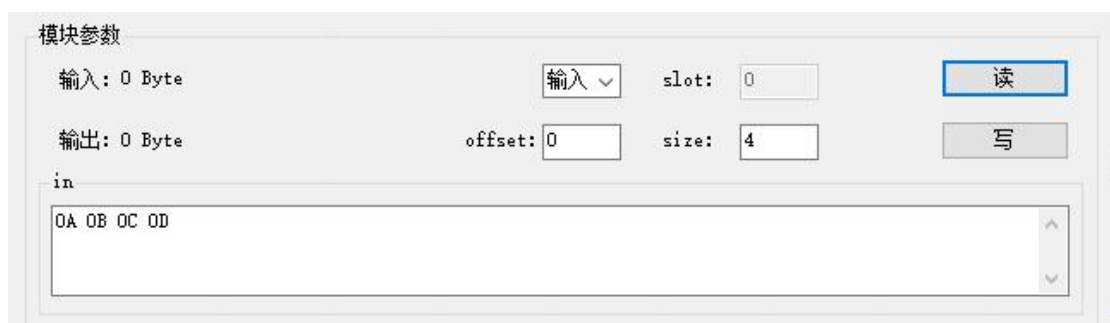 模块参数
输入: 0 Byte 输入 slot: 0 读
输出: 0 Byte offset: 0 size: 4 写
in
0A 0B 0C 0D